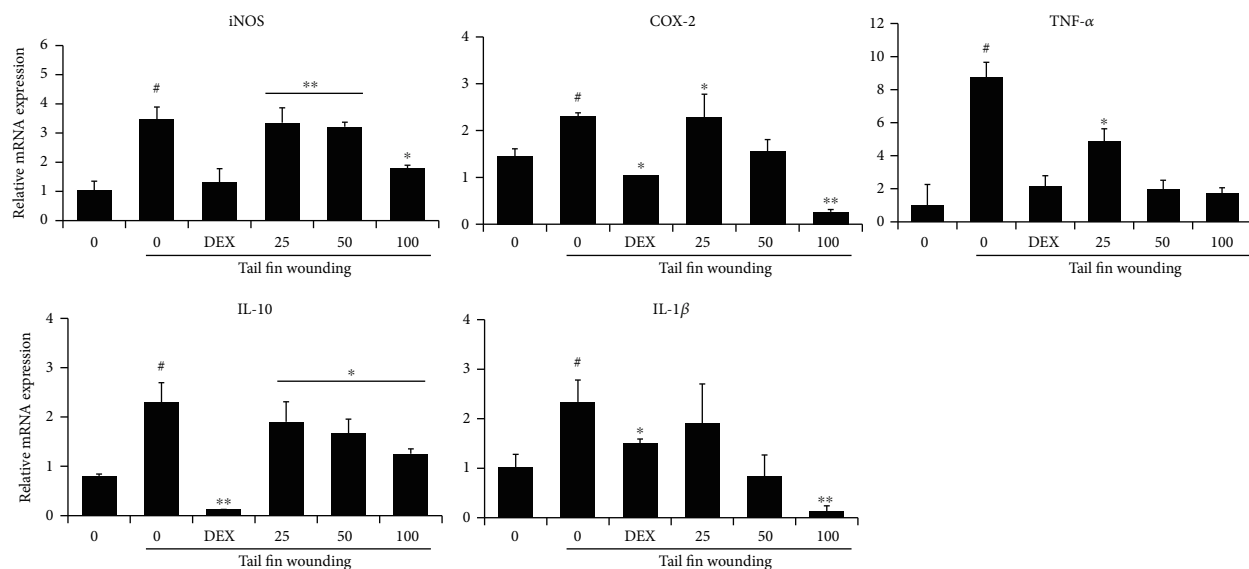 iNOS
Relative mRNA expression
6
5
4
3
2
1
0
#
**
*
0 0 DEX 25 50 100
Tail fin wounding
COX-2
4
3
2
1
0
#
*
*
**
0 0 DEX 25 50 100
Tail fin wounding
TNF-α
12
10
8
6
4
2
0
#
*
0 0 DEX 25 50 100
Tail fin wounding
IL-10
Relative mRNA expression
4
3
2
1
0
#
**
*
0 0 DEX 25 50 100
Tail fin wounding
IL-1β
4
3
2
1
0
#
*
**
0 0 DEX 25 50 100
Tail fin wounding